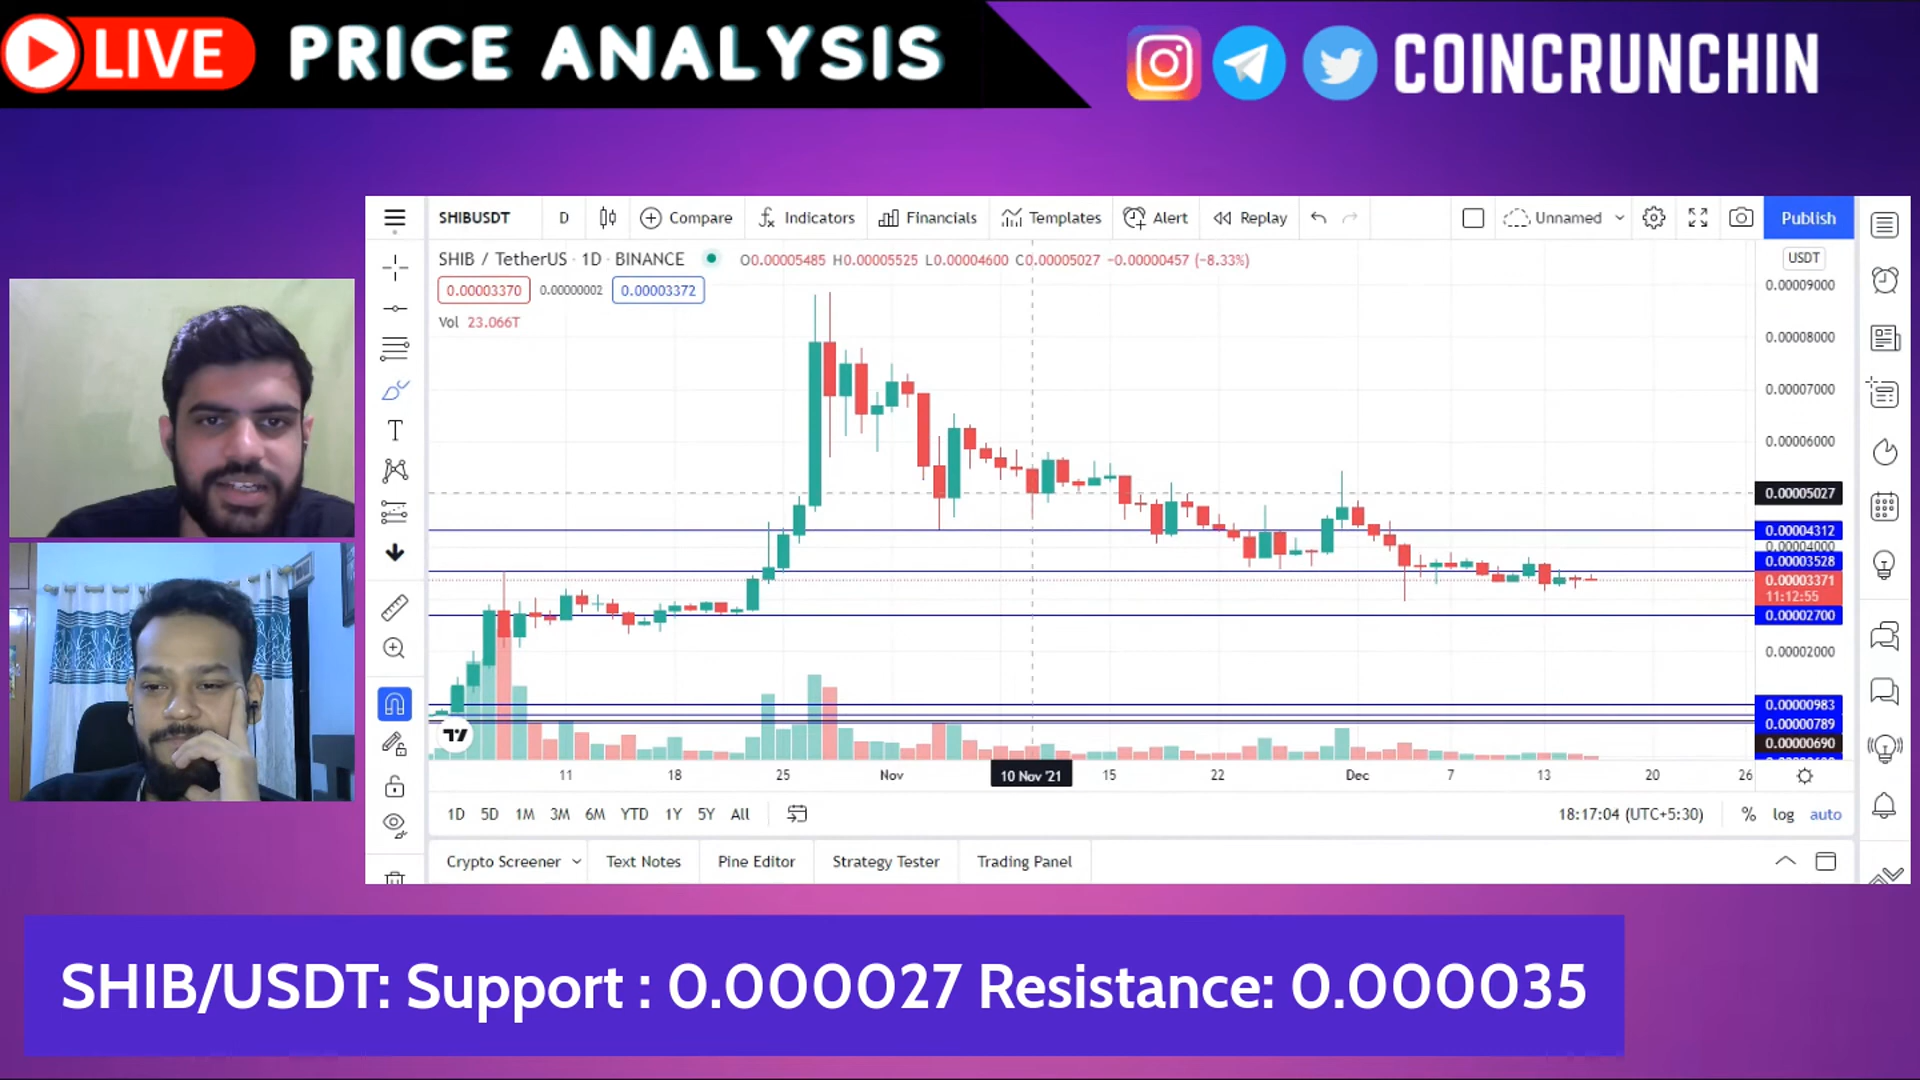 LIVE PRICE ANALYSIS
COINCRUNCHIN
SHIBUSDT D Compare Indicators Financials Templates Alert Replay Unnamed Publish
SHIB / TetherUS · 1D · BINANCE O0.00005485 H0.00005525 L0.00004600 C0.00005027 −0.00000457 (−8.33%)
USDT
0.00003370 0.00000002 0.00003372
Vol 23.066T
0.00009000
0.00008000
0.00007000
0.00006000
0.00005027
0.00004312
0.00004000
0.00003528
0.00003371
11:12:55
0.00002700
0.00002000
0.00000983
0.00000789
0.00000690
11 18 25 Nov 10 Nov '21 15 22 Dec 7 13 20 26
1D 5D 1M 3M 6M YTD 1Y 5Y All 18:17:04 (UTC+5:30) % log auto
Crypto Screener Text Notes Pine Editor Strategy Tester Trading Panel
SHIB/USDT: Support : 0.000027 Resistance: 0.000035